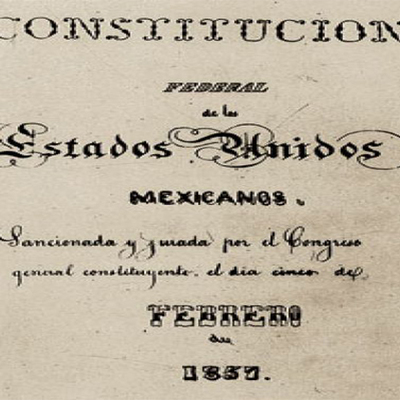 CONSTITUCION
FEDERAL
de los
Estados Unidos
MEXICANOS.
Sancionada y jurada por el Congreso
general constituyente, el dia cinco de
FEBRERO
de
1857.